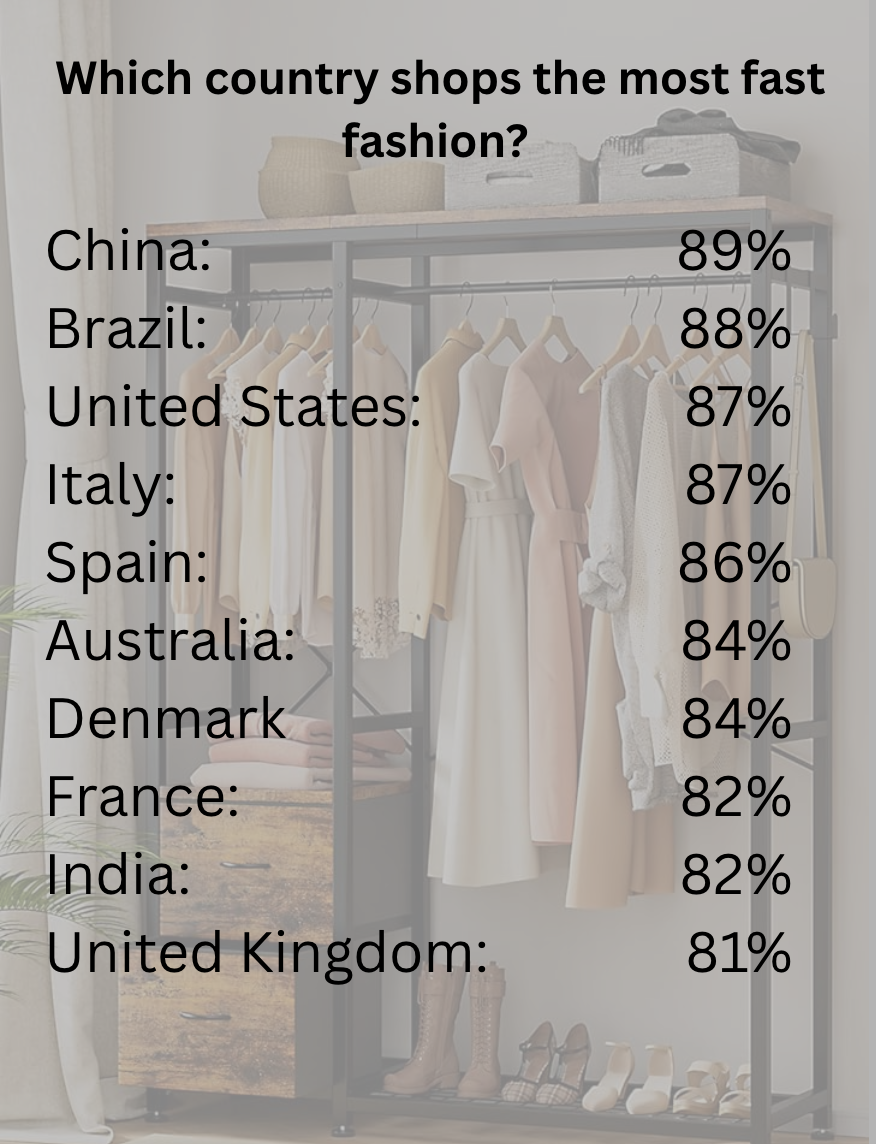 Which country shops the most fast
fashion?
China: 89%
Brazil: 88%
United States: 87%
Italy: 87%
Spain: 86%
Australia: 84%
Denmark 84%
France: 82%
India: 82%
United Kingdom: 81%